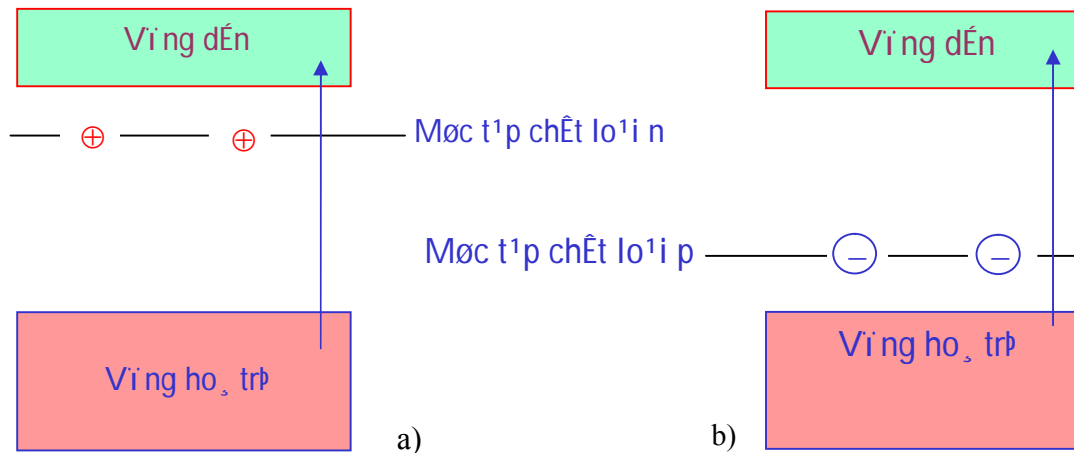 Vïng dÉn
Møc t¹p chÊt lo¹i n
Vïng ho¸ trÞ
a)
Vïng dÉn
Møc t¹p chÊt lo¹i p
Vïng ho¸ trÞ
b)